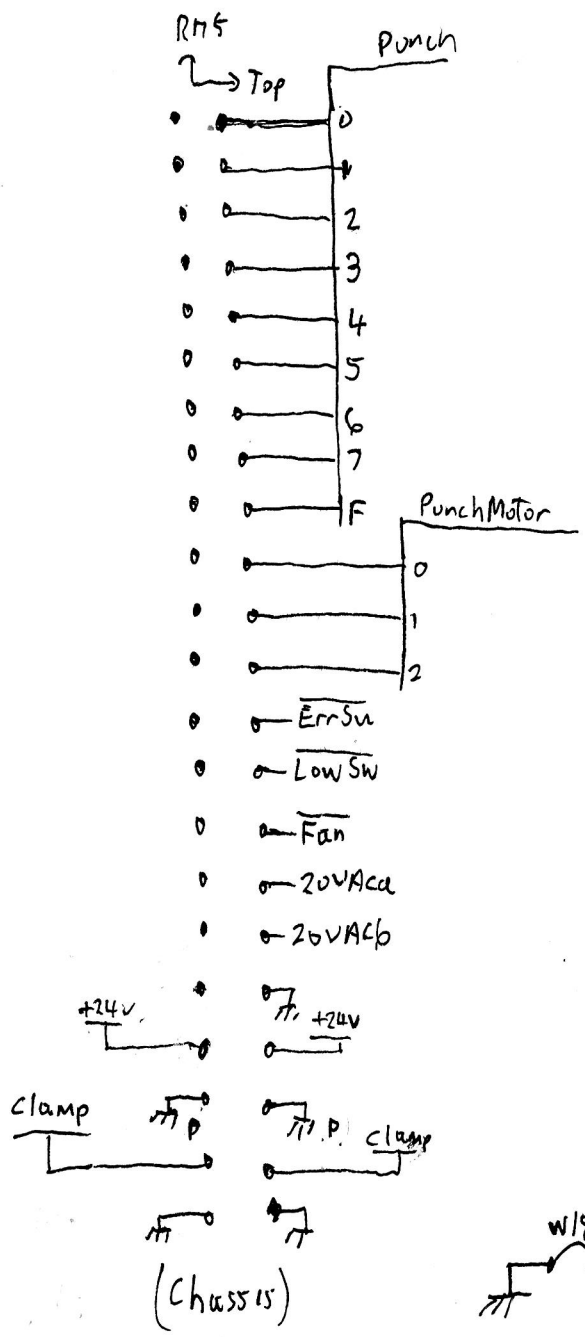 RM5
Punch
Top
0
1
2
3
4
5
6
7
F
PunchMotor
0
1
2
ErrSw
LowSw
Fan
20VACa
20VACb
+24v
+24v
P
P
Clamp
Clamp
(Chassis)